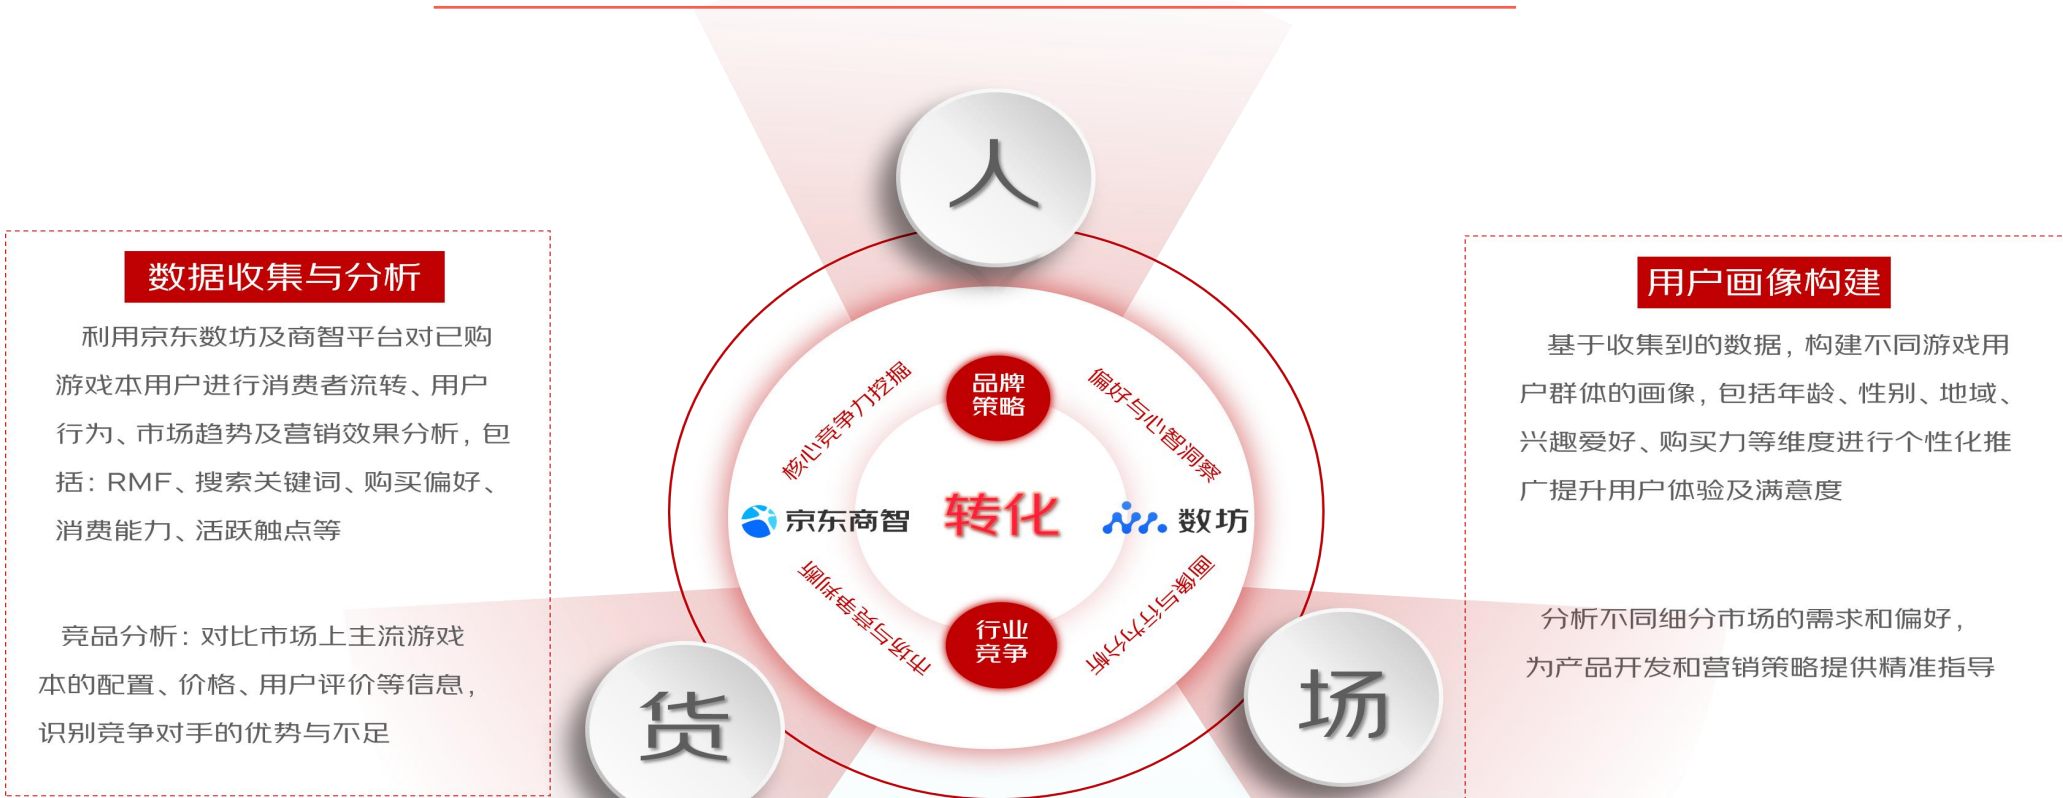 人
数据收集与分析
利用京东数坊及商智平台对已购
游戏本用户进行消费者流转、用户
行为、市场趋势及营销效果分析，包
括：RMF、搜索关键词、购买偏好、
消费能力、活跃触点等
竞品分析：对比市场上主流游戏
本的配置、价格、用户评价等信息，
识别竞争对手的优势与不足
品牌
策略
核心竞争力挖掘
偏好与心智洞察
京东商智
转化
数坊
市场与竞争判断
画像与行为分析
行业
竞争
货
场
用户画像构建
基于收集到的数据，构建不同游戏用
户群体的画像，包括年龄、性别、地域、
兴趣爱好、购买力等维度进行个性化推
广提升用户体验及满意度
分析不同细分市场的需求和偏好，
为产品开发和营销策略提供精准指导